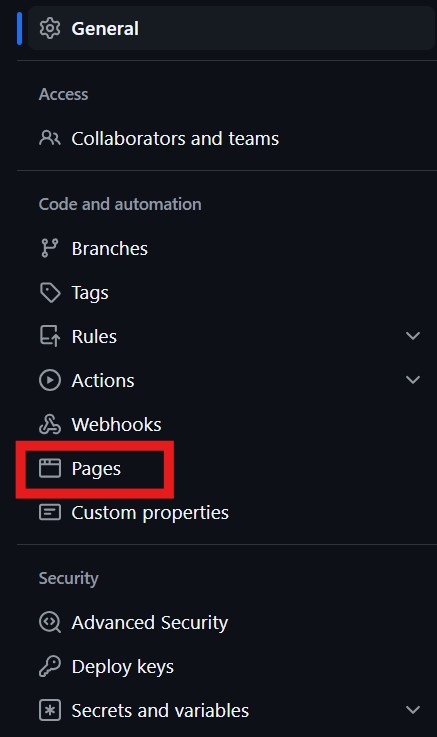 General
Access
Collaborators and teams
Code and automation
Branches
Tags
Rules
Actions
Webhooks
Pages
Custom properties
Security
Advanced Security
Deploy keys
Secrets and variables